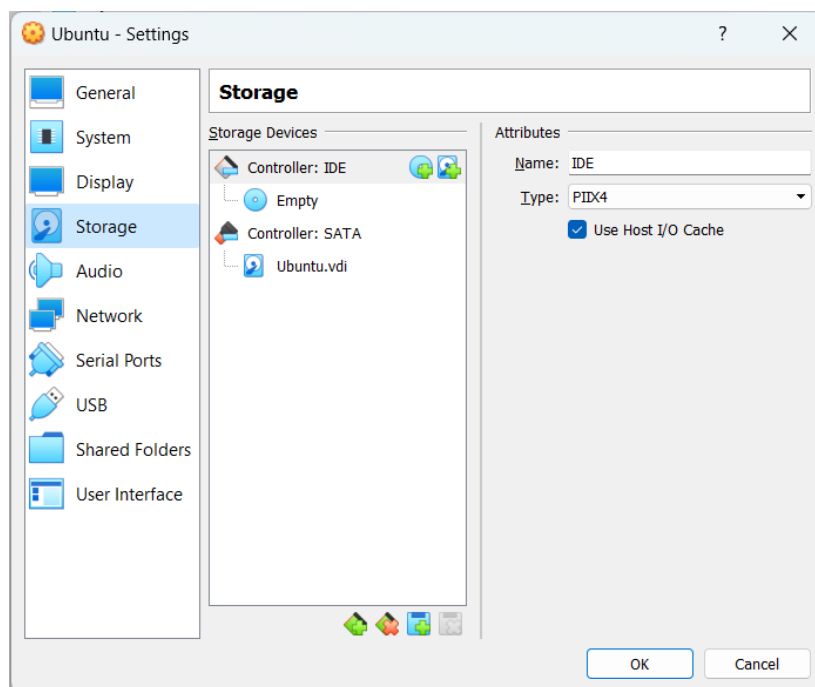 Ubuntu - Settings
?
General
System
Display
Storage
Audio
Network
Serial Ports
USB
Shared Folders
User Interface
Storage
Storage Devices
Controller: IDE
Empty
Controller: SATA
Ubuntu.vdi
Attributes
Name: IDE
Type: PIIX4
Use Host I/O Cache
OK
Cancel